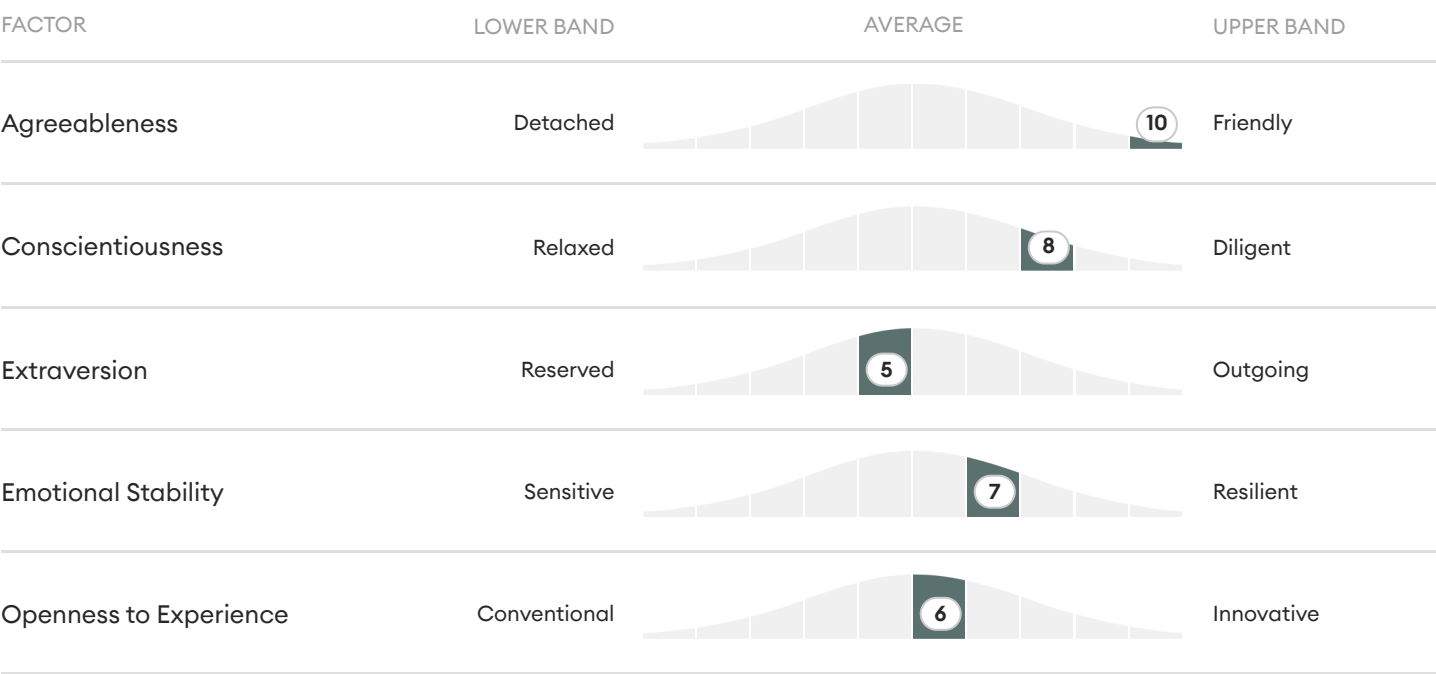 FACTOR LOWER BAND AVERAGE UPPER BAND
Agreeableness Detached 10 Friendly
Conscientiousness Relaxed 8 Diligent
Extraversion Reserved 5 Outgoing
Emotional Stability Sensitive 7 Resilient
Openness to Experience Conventional 6 Innovative